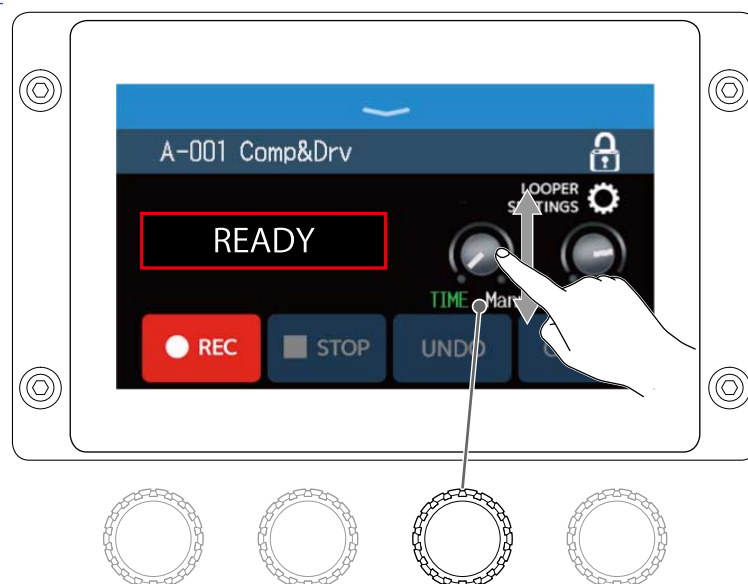 A-001 Comp&Drv
LOOPER
SETTINGS
READY
TIME
REC
STOP
UNDO